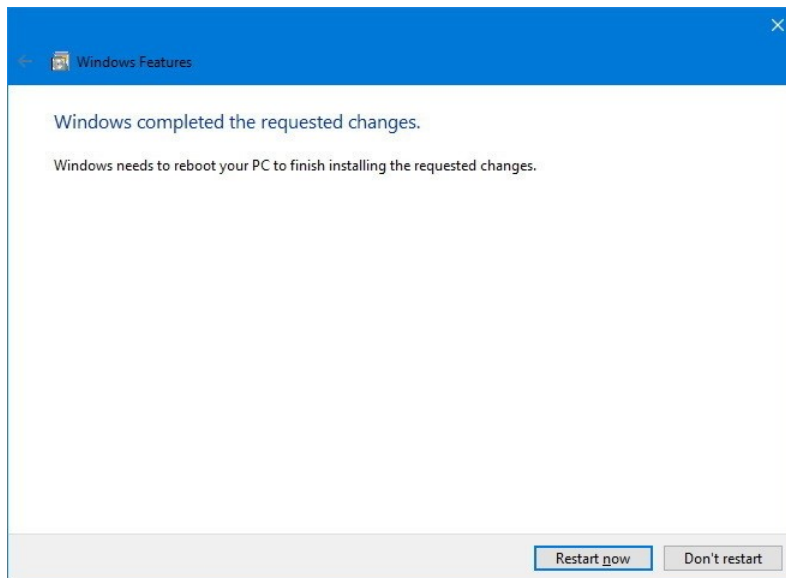 Windows Features
Windows completed the requested changes.
Windows needs to reboot your PC to finish installing the requested changes.
Restart now
Don't restart